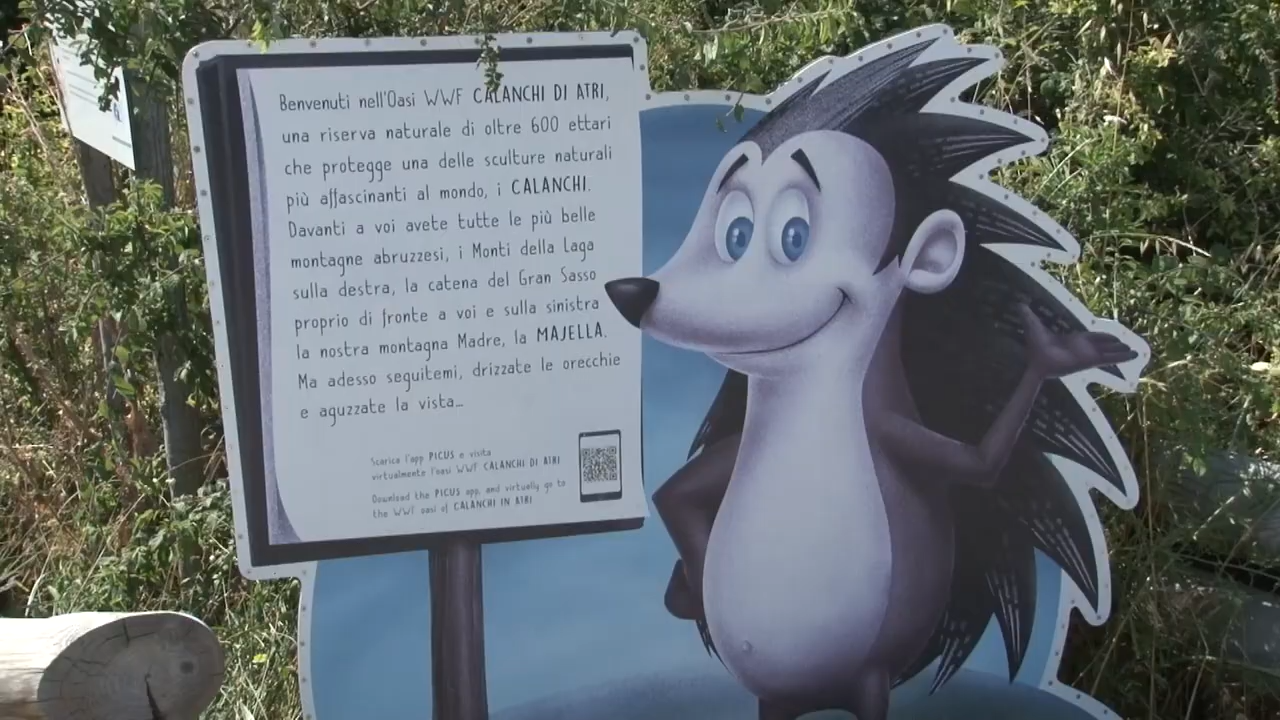 Benvenuti nell'Oasi WWF CALANCHI DI ATRI,
una riserva naturale di oltre 600 ettari
che protegge una delle sculture naturali
più affascinanti al mondo, i CALANCHI.
Davanti a voi avete tutte le più belle
montagne abruzzesi, i Monti della Laga
sulla destra, la catena del Gran Sasso
proprio di fronte a voi e sulla sinistra
la nostra montagna Madre, la MAJELLA.
Ma adesso seguitemi, drizzate le orecchie
e aguzzate la vista...
Scarica l'app PICUS e visita
virtualmente l'oasi WWF CALANCHI DI ATRI
Download the PICUS app, and virtually go to
the WWF oasi of CALANCHI IN ATRI